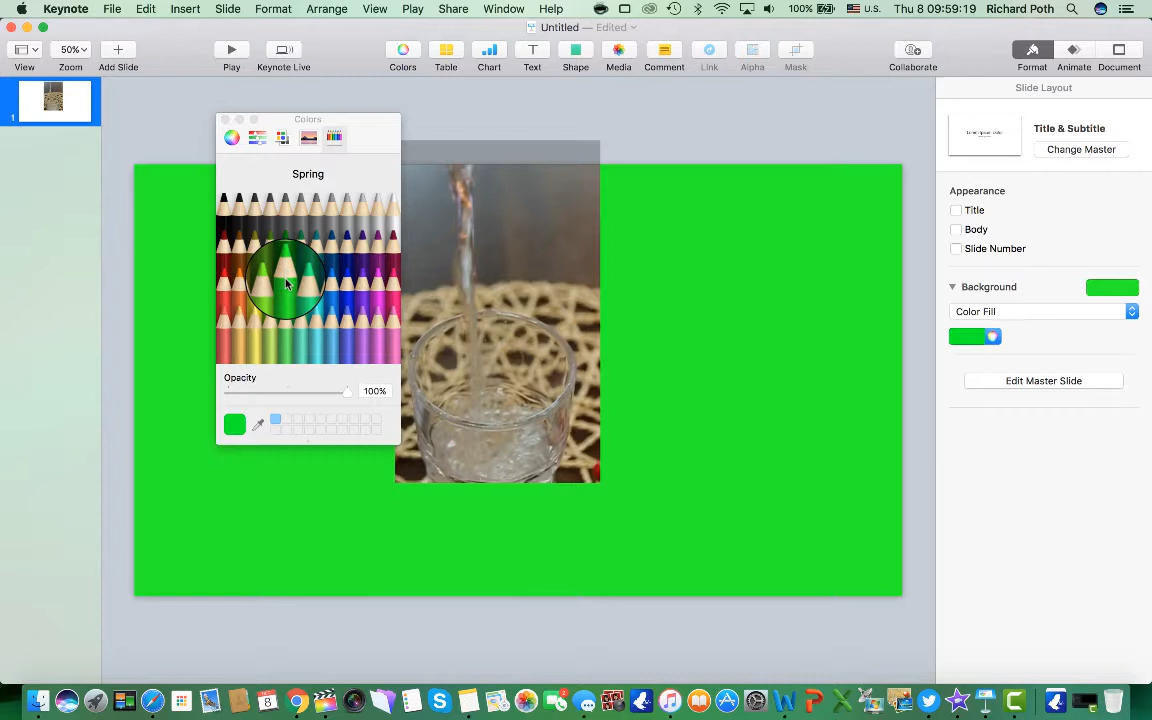 Keynote File Edit Insert Slide Format Arrange View Play Share Window Help 100% U.S. Thu 8 09:59:19 Richard Poth
Untitled — Edited
50%
View Zoom Add Slide Play Keynote Live Colors Table Chart Text Shape Media Comment Link Alpha Mask Collaborate Format Animate Document
1
Colors
Spring
Opacity
100%
Slide Layout
Title & Subtitle
Change Master
Appearance
Title
Body
Slide Number
Background
Color Fill
Edit Master Slide
8
2